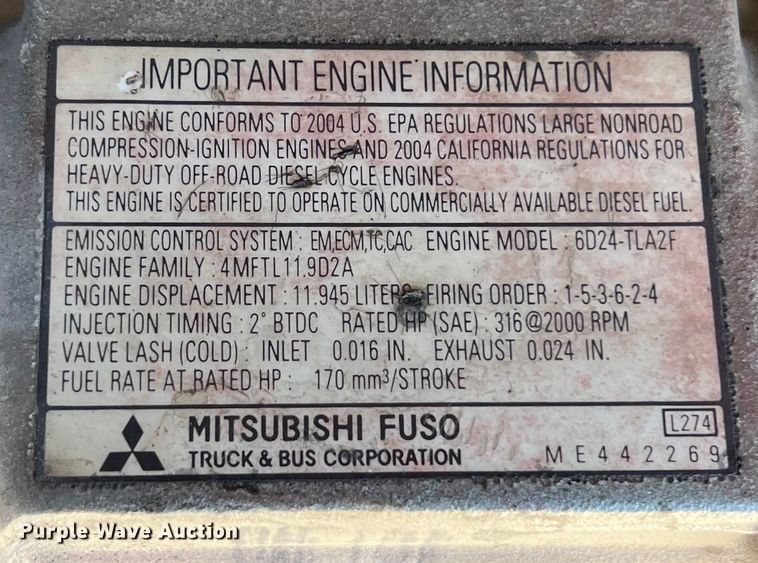 IMPORTANT ENGINE INFORMATION
THIS ENGINE CONFORMS TO 2004 U.S. EPA REGULATIONS LARGE NONROAD
COMPRESSION-IGNITION ENGINES AND 2004 CALIFORNIA REGULATIONS FOR
HEAVY-DUTY OFF-ROAD DIESEL CYCLE ENGINES.
THIS ENGINE IS CERTIFIED TO OPERATE ON COMMERCIALLY AVAILABLE DIESEL FUEL.
EMISSION CONTROL SYSTEM : EM,ECM,TC,CAC ENGINE MODEL : 6D24-TLA2F
ENGINE FAMILY : 4MFTL11.9D2A
ENGINE DISPLACEMENT : 11.945 LITERS FIRING ORDER : 1-5-3-6-2-4
INJECTION TIMING : 2° BTDC RATED HP (SAE) : 316@2000 RPM
VALVE LASH (COLD) : INLET 0.016 IN. EXHAUST 0.024 IN.
FUEL RATE AT RATED HP : 170 mm³/STROKE
MITSUBISHI FUSO
TRUCK & BUS CORPORATION
L274
ME442269
Purple Wave Auction